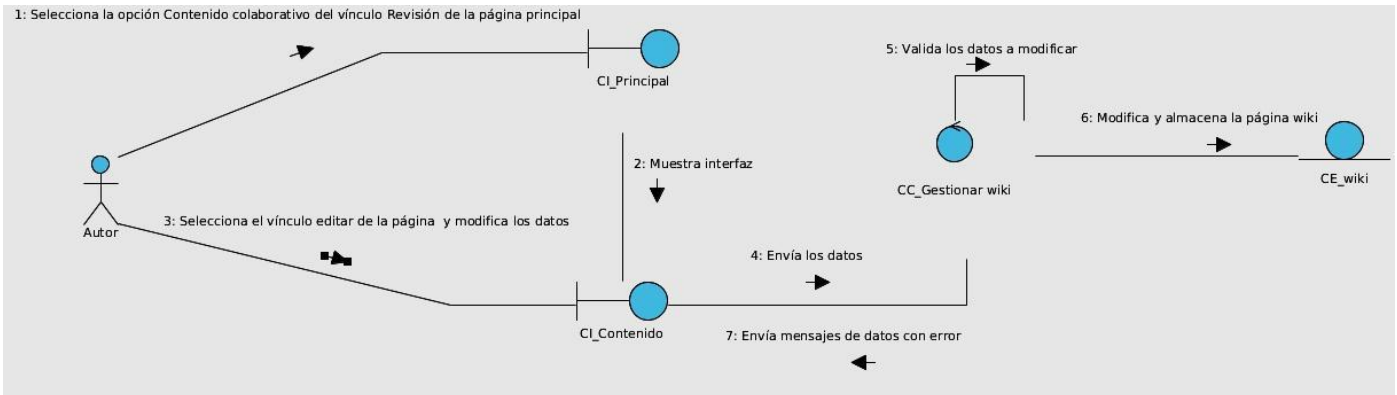 1: Selecciona la opción Contenido colaborativo del vínculo Revisión de la página principal
5: Valida los datos a modificar
CI_Principal
6: Modifica y almacena la página wiki
2: Muestra interfaz
CC_Gestionar wiki
CE_wiki
3: Selecciona el vínculo editar de la página y modifica los datos
Autor
4: Envía los datos
CI_Contenido
7: Envía mensajes de datos con error